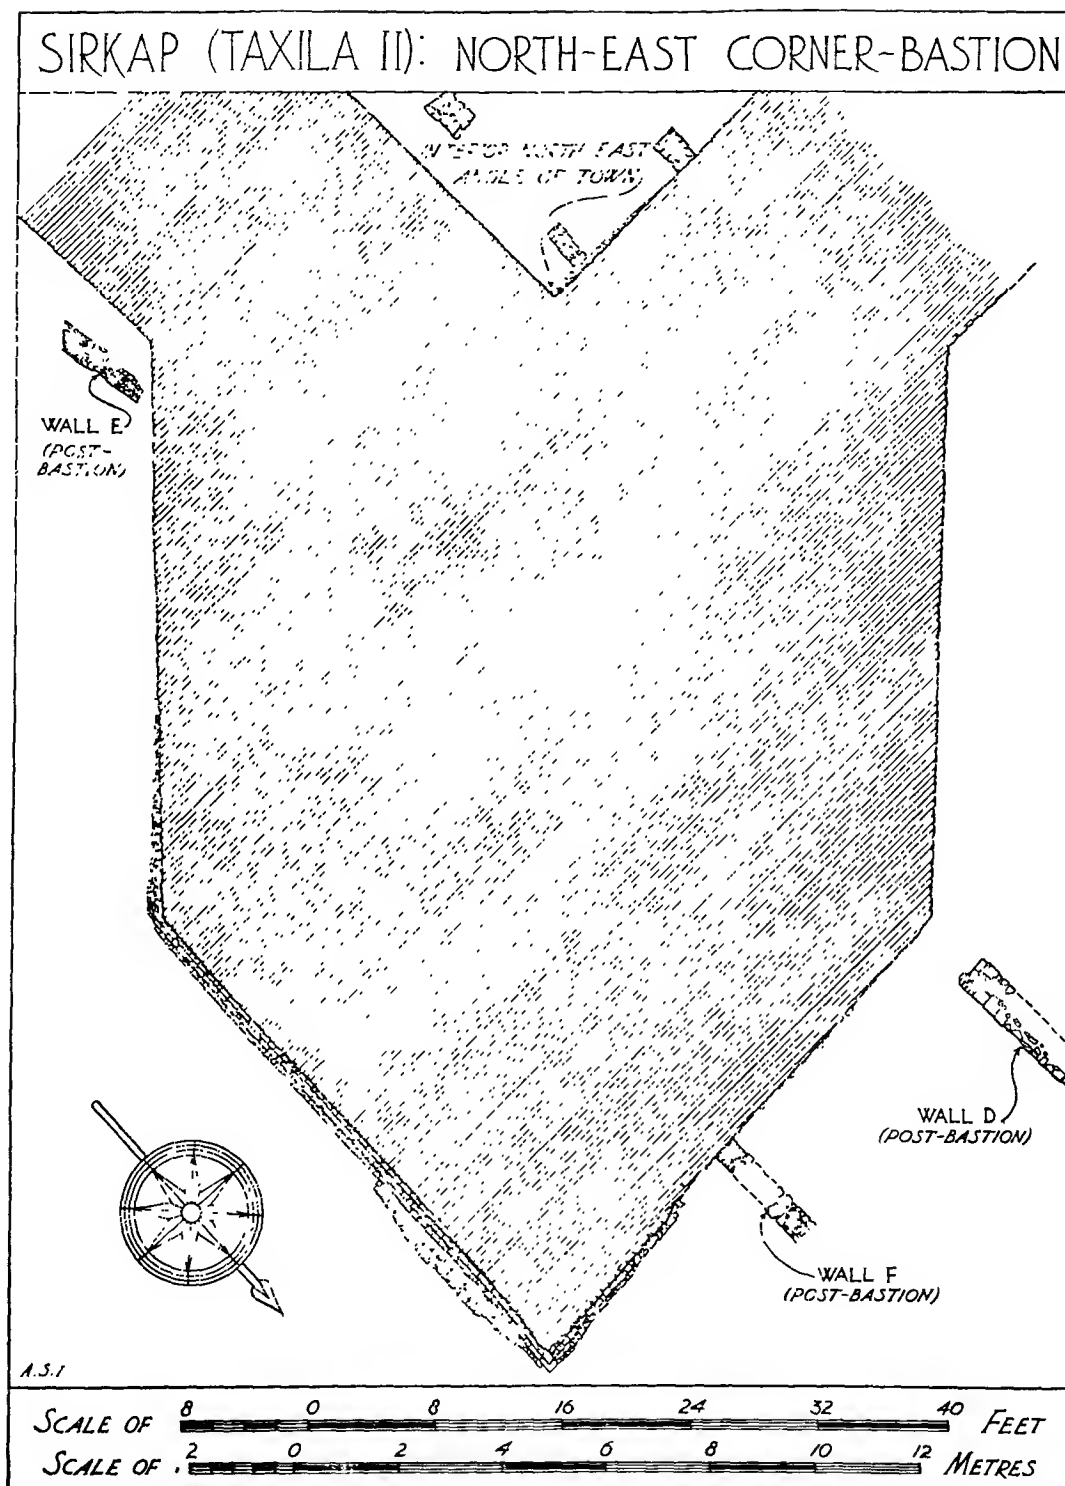 SIRKAP (TAXILA II): NORTH-EAST CORNER-BASTION
INTERIOR NORTH EAST
ANGLE OF TOWN
WALL E
(POST-
BASTION)
WALL D
(POST-BASTION)
WALL F
(POST-BASTION)
A.S.I
SCALE OF 8 0 8 16 24 32 40 FEET
SCALE OF 2 0 2 4 6 8 10 12 METRES